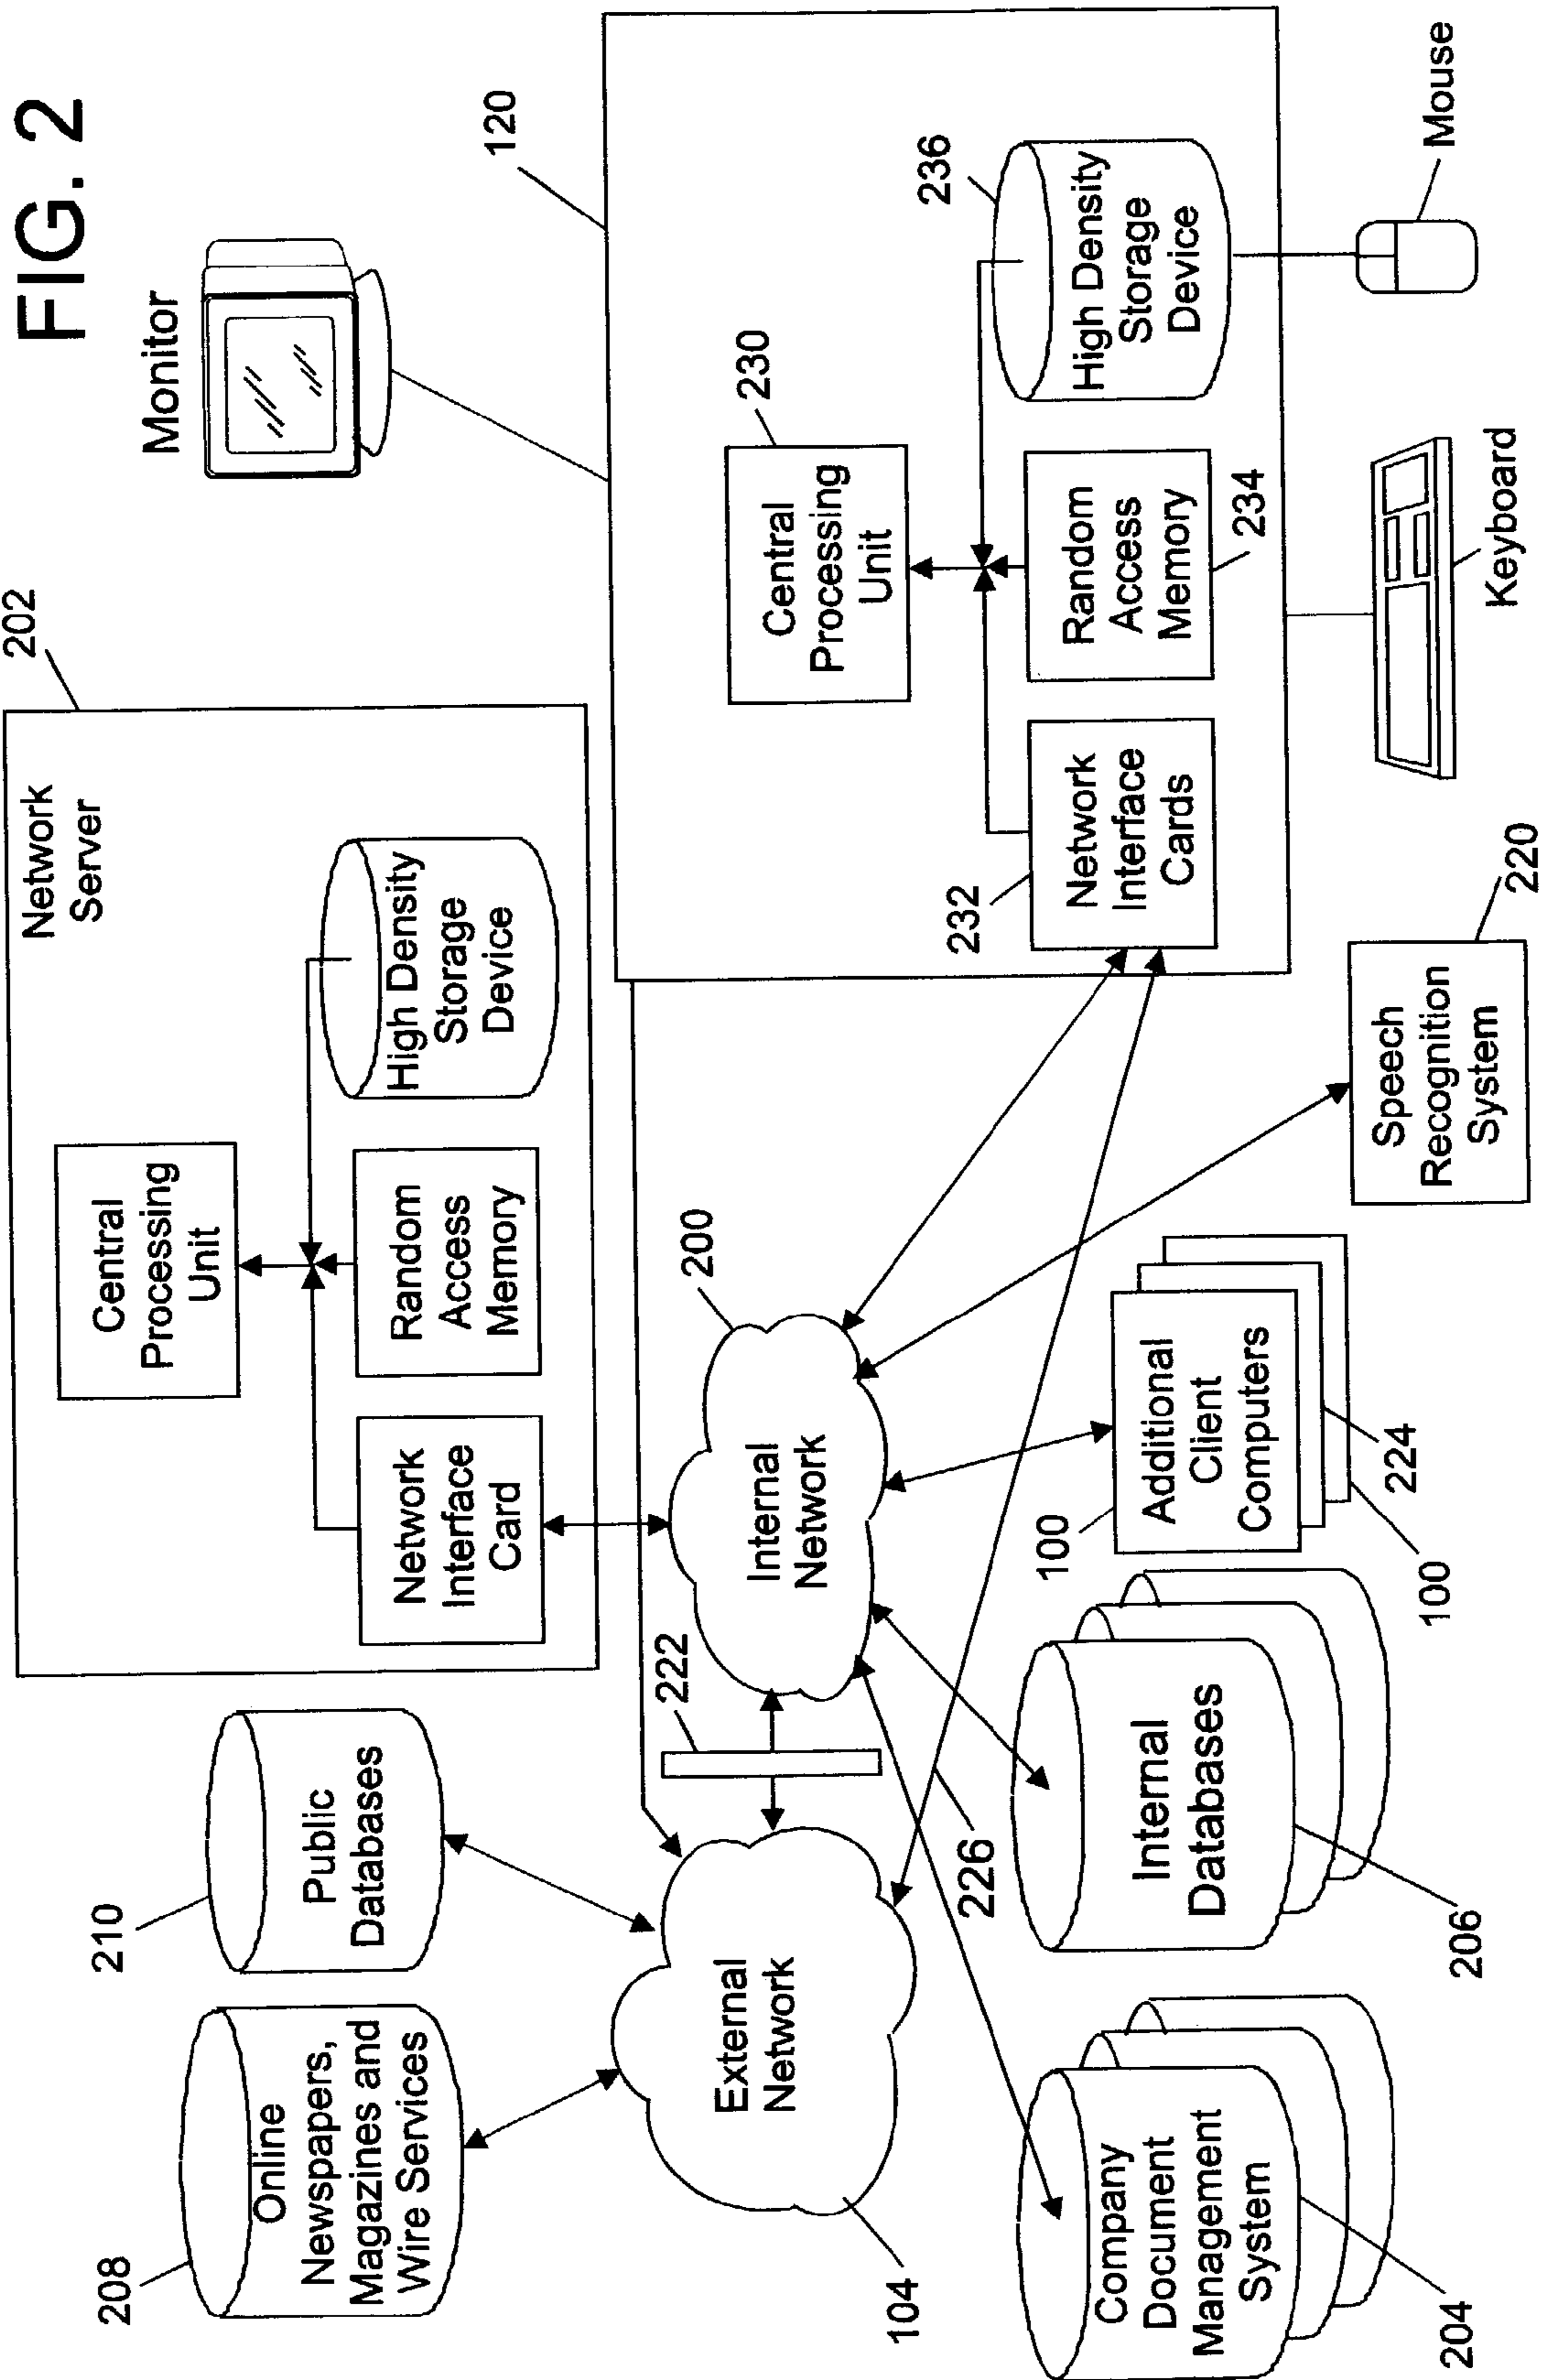 FIG. 2
202
Network
Server
Monitor
120
Central
Processing
Unit
Network
Interface
Card
Random
Access
Memory
High Density
Storage
Device
208
Online
Newspapers,
Magazines and
Wire Services
210
Public
Databases
222
200
Internal
Network
External
Network
104
226
230
Central
Processing
Unit
232
Network
Interface
Cards
Random
Access
Memory
234
236
High Density
Storage
Device
Company
Document
Management
System
204
Internal
Databases
206
100
Additional
Client
Computers
100
224
Speech
Recognition
System
220
Keyboard
Mouse